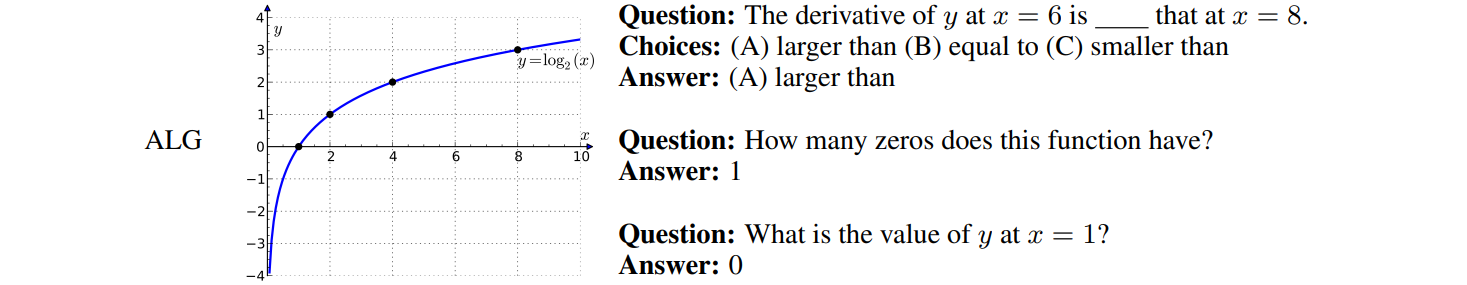 ALG
4
3
2
1
0
−1
−2
−3
−4
y
y=log₂(x)
x
2
4
6
8
10
Question: The derivative of y at x = 6 is ____ that at x = 8.
Choices: (A) larger than (B) equal to (C) smaller than
Answer: (A) larger than
Question: How many zeros does this function have?
Answer: 1
Question: What is the value of y at x = 1?
Answer: 0